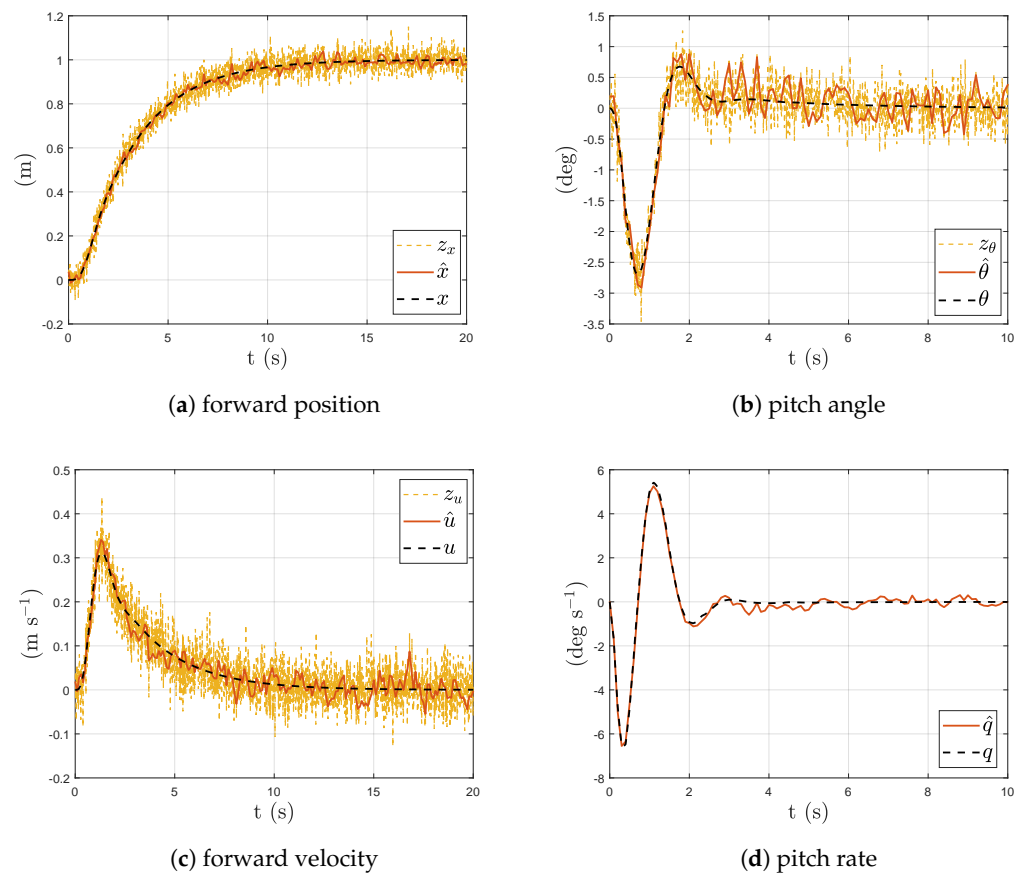 1.2
1
0.8
0.6
0.4
0.2
0
-0.2
(m)
0 5 10 15 20
t (s)
z_x
x̂
x
(a) forward position
1.5
1
0.5
0
-0.5
-1
-1.5
-2
-2.5
-3
-3.5
(deg)
0 2 4 6 8 10
t (s)
z_θ
θ̂
θ
(b) pitch angle
0.5
0.4
0.3
0.2
0.1
0
-0.1
-0.2
(m s⁻¹)
0 5 10 15 20
t (s)
z_u
û
u
(c) forward velocity
6
4
2
0
-2
-4
-6
-8
(deg s⁻¹)
0 2 4 6 8 10
t (s)
q̂
q
(d) pitch rate